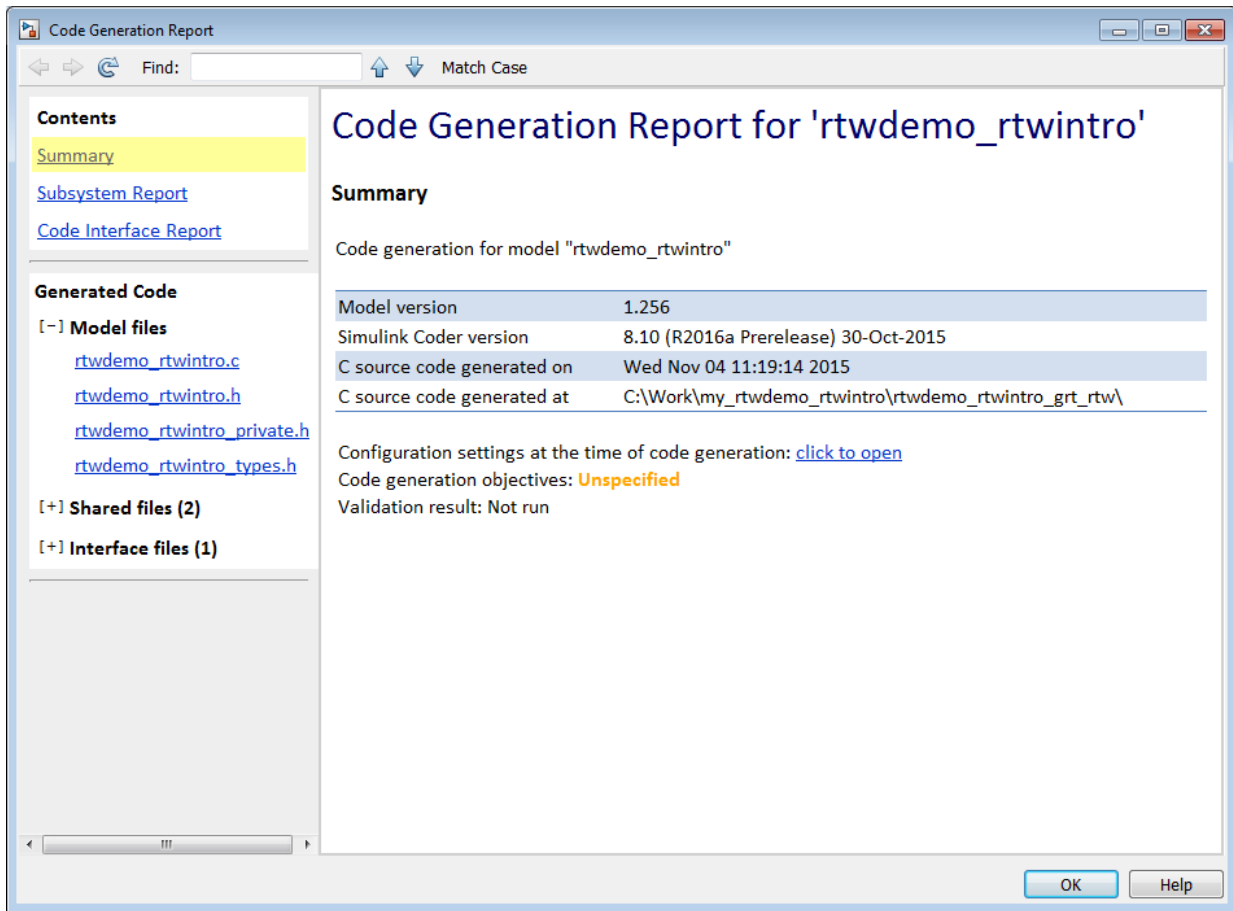 Code Generation Report
Find:
Match Case
Contents
Summary
Subsystem Report
Code Interface Report
Generated Code
[-] Model files
rtwdemo_rtwintro.c
rtwdemo_rtwintro.h
rtwdemo_rtwintro_private.h
rtwdemo_rtwintro_types.h
[+] Shared files (2)
[+] Interface files (1)
Code Generation Report for 'rtwdemo_rtwintro'
Summary
Code generation for model "rtwdemo_rtwintro"
Model version 1.256
Simulink Coder version 8.10 (R2016a Prerelease) 30-Oct-2015
C source code generated on Wed Nov 04 11:19:14 2015
C source code generated at C:\Work\my_rtwdemo_rtwintro\rtwdemo_rtwintro_grt_rtw\
Configuration settings at the time of code generation: click to open
Code generation objectives: Unspecified
Validation result: Not run
OK
Help